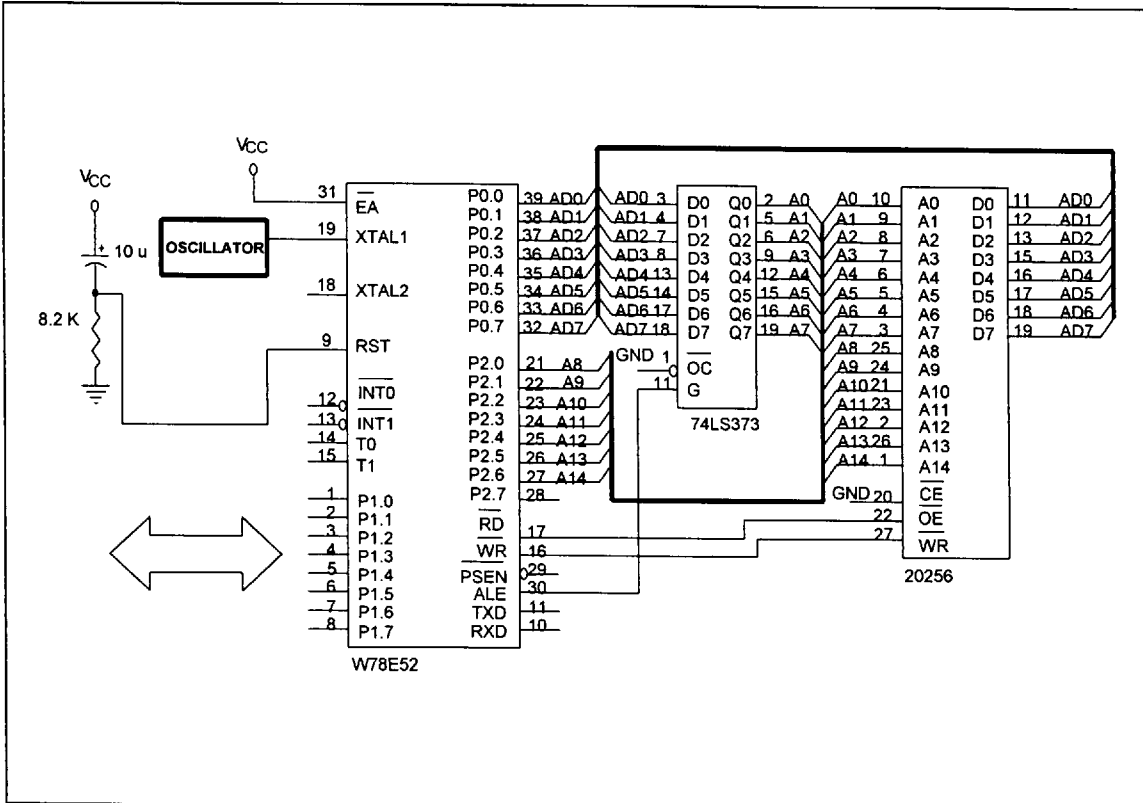 VCC
10 u
8.2 K
OSCILLATOR
VCC
31 EA
19 XTAL1
18 XTAL2
9 RST
12 INT0
13 INT1
14 T0
15 T1
1 P1.0
2 P1.1
3 P1.2
4 P1.3
5 P1.4
6 P1.5
7 P1.6
8 P1.7
P0.0 39 AD0
P0.1 38 AD1
P0.2 37 AD2
P0.3 36 AD3
P0.4 35 AD4
P0.5 34 AD5
P0.6 33 AD6
P0.7 32 AD7
P2.0 21 A8
P2.1 22 A9
P2.2 23 A10
P2.3 24 A11
P2.4 25 A12
P2.5 26 A13
P2.6 27 A14
P2.7 28
RD 17
WR 16
PSEN 29
ALE 30
TXD 11
RXD 10
W78E52
AD0 3 D0 Q0 2 A0
AD1 4 D1 Q1 5 A1
AD2 7 D2 Q2 6 A2
AD3 8 D3 Q3 9 A3
AD4 13 D4 Q4 12 A4
AD5 14 D5 Q5 15 A5
AD6 17 D6 Q6 16 A6
AD7 18 D7 Q7 19 A7
GND 1 OC
11 G
74LS373
A0 10 A0 D0 11 AD0
A1 9 A1 D1 12 AD1
A2 8 A2 D2 13 AD2
A3 7 A3 D3 15 AD3
A4 6 A4 D4 16 AD4
A5 5 A5 D5 17 AD5
A6 4 A6 D6 18 AD6
A7 3 A7 D7 19 AD7
A8 25 A8
A9 24 A9
A10 21 A10
A11 23 A11
A12 2 A12
A13 26 A13
A14 1 A14
GND 20 CE
22 OE
27 WR
20256